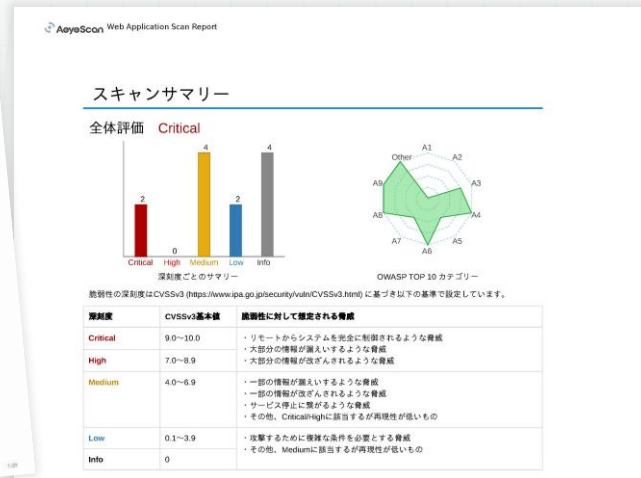 AeyeScan Web Application Scan Report
スキャンサマリー
全体評価 Critical
4
4
2
2
0
Critical High Medium Low Info
深刻度ごとのサマリー
A1
A2
A3
A4
A5
A6
A7
A8
A9
Other
OWASP TOP 10 カテゴリー
脆弱性の深刻度はCVSSv3 (https://www.ipa.go.jp/security/vuln/CVSSv3.html) に基づき以下の基準で設定しています。
深刻度 CVSSv3基本値 脆弱性に対して想定される脅威
Critical 9.0〜10.0 ・リモートからシステムを完全に制御されるような脅威
・大部分の情報が漏えいするような脅威
High 7.0〜8.9 ・大部分の情報が改ざんされるような脅威
Medium 4.0〜6.9 ・一部の情報が漏えいするような脅威
・一部の情報が改ざんされるような脅威
・サービス停止に繋がるような脅威
・その他、Critical/Highに該当するが再現性が低いもの
Low 0.1〜3.9 ・攻撃するために複雑な条件を必要とする脅威
・その他、Mediumに該当するが再現性が低いもの
Info 0